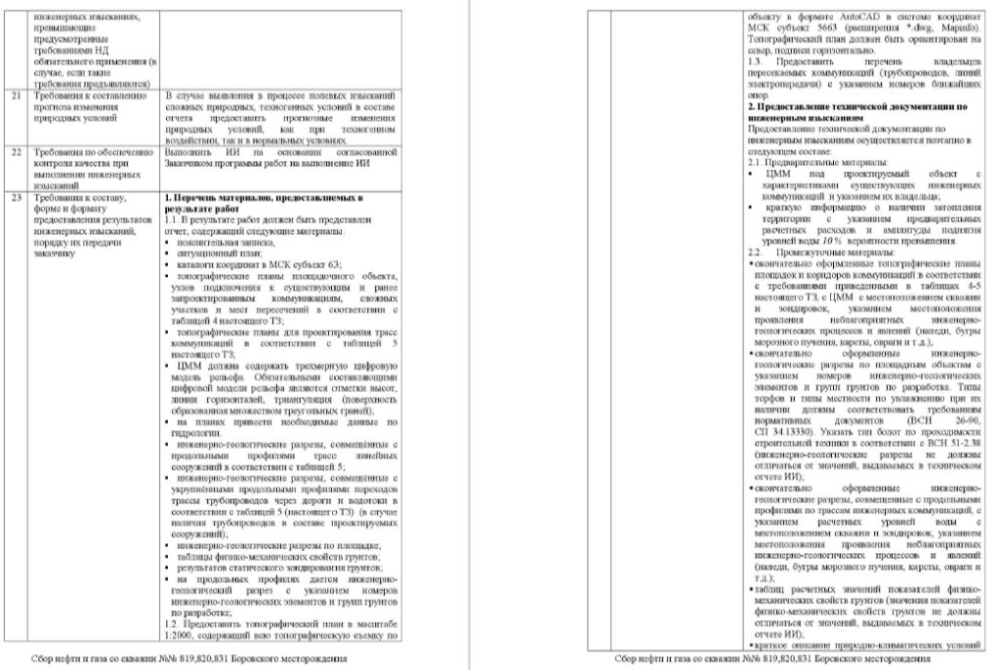 инженерных изысканиях,
превышающие
предусмотренные
требованиями НД
обязательного применения (в
случае, если такие
требования предъявляются)
21
Требования к составлению
прогноза изменения
природных условий
В случае выявления в процессе полевых изысканий
сложных природных, техногенных условий в составе
отчета предоставить прогнозные изменения
природных условий, как при техногенном
воздействии, так и в нормальных условиях.
22
Требования по обеспечению
контроля качества при
выполнении инженерных
изысканий
Выполнить ИИ на основании согласованной
Заказчиком программы работ на выполнение ИИ
23
Требования к составу,
форме и формату
предоставления результатов
инженерных изысканий,
порядку их передачи
заказчику
1. Перечень материалов, предоставляемых в
результате работ
1.1. В результате работ должен быть представлен
отчет, содержащий следующие материалы:
• пояснительная записка,
• ситуационный план;
• каталоги координат в МСК субъект 63;
• топографические планы площадочного объекта,
узлов подключения к существующим и ранее
запроектированным коммуникациям, сложных
участков и мест пересечений в соответствии с
таблицей 4 настоящего ТЗ;
• топографические планы для проектирования трасс
коммуникаций в соответствии с таблицей 5
настоящего ТЗ;
• ЦММ должна содержать трехмерную цифровую
модель рельефа. Обязательными составляющими
цифровой модели рельефа являются отметки высот,
линии горизонталей, триангуляция (поверхность
образованная множеством треугольных граней);
• на планах привести необходимые данные по
гидрологии.
• инженерно-геологические разрезы, совмещённые с
продольными профилями трасс линейных
сооружений в соответствии с таблицей 5;
• инженерно-геологические разрезы, совмещённые с
укрупнёнными продольными профилями переходов
трассы трубопроводов через дороги и водотоки в
соответствии с таблицей 5 (настоящего ТЗ) (в случае
наличия трубопроводов в составе проектируемых
сооружений);
• инженерно-геологические разрезы по площадке;
• таблицы физико-механических свойств грунтов;
• результатов статического зондирования грунтов;
• на продольных профилях дается инженерно-
геологический разрез с указанием номеров
инженерно-геологических элементов и групп грунтов
по разработке;
1.2. Предоставить топографический план в масштабе
1:2000, содержащий всю топографическую съемку по
Сбор нефти и газа со скважин №№ 819,820,831 Боровского месторождения
объекту в формате AutoCAD в системе координат
МСК субъект 5663 (расширения *.dwg, Mapinfo).
Топографический план должен быть ориентирован на
север, подписи горизонтально.
1.3. Предоставить перечень владельцев
пересекаемых коммуникаций (трубопроводов, линий
электропередачи) с указанием номеров ближайших
опор.
2. Предоставление технической документации по
инженерным изысканиям
Предоставление технической документации по
инженерным изысканиям осуществляется поэтапно в
следующем составе:
2.1. Предварительные материалы:
• ЦММ под проектируемый объект с
характеристиками существующих инженерных
коммуникаций и указанием их владельца;
• краткую информацию о наличии затопления
территории с указанием предварительных
расчетных расходов и амплитуды поднятия
уровней воды 10% вероятности превышения.
2.2. Промежуточные материалы:
•окончательно оформленные топографические планы
площадок и коридоров коммуникаций в соответствии
с требованиями приведенными в таблицах 4-5
настоящего ТЗ, с ЦММ с местоположением скважин
и зондировок, указанием местоположения
проявления неблагоприятных инженерно-
геологических процессов и явлений (наледи, бугры
морозного пучения, карсты, овраги и т.д.);
•окончательно оформленные инженерно-
геологические разрезы по площадным объектам с
указанием номеров инженерно-геологических
элементов и групп грунтов по разработке. Типы
торфов и типы местности по увлажнению при их
наличии должны соответствовать требованиям
нормативных документов (ВСН 26-90,
СП 34.13330). Указать тип болот по проходимости
строительной техники в соответствии с ВСН 51-2.38
(инженерно-геологические разрезы не должны
отличаться от значений, выдаваемых в техническом
отчете ИИ);
•окончательно оформленные инженерно-
геологические разрезы, совмещенные с продольными
профилями по трассам инженерных коммуникаций, с
указанием расчетных уровней воды с
местоположением скважин и зондировок, указанием
местоположения проявления неблагоприятных
инженерно-геологических процессов и явлений
(наледи, бугры морозного пучения, карсты, овраги и
т.д.);
•таблиц расчетных значений показателей физико-
механических свойств грунтов (значения показателей
физико-механических свойств грунтов не должны
отличаться от значений, выдаваемых в техническом
отчете ИИ);
•краткое описание природно-климатических условий
Сбор нефти и газа со скважин №№ 819,820,831 Боровского месторождения